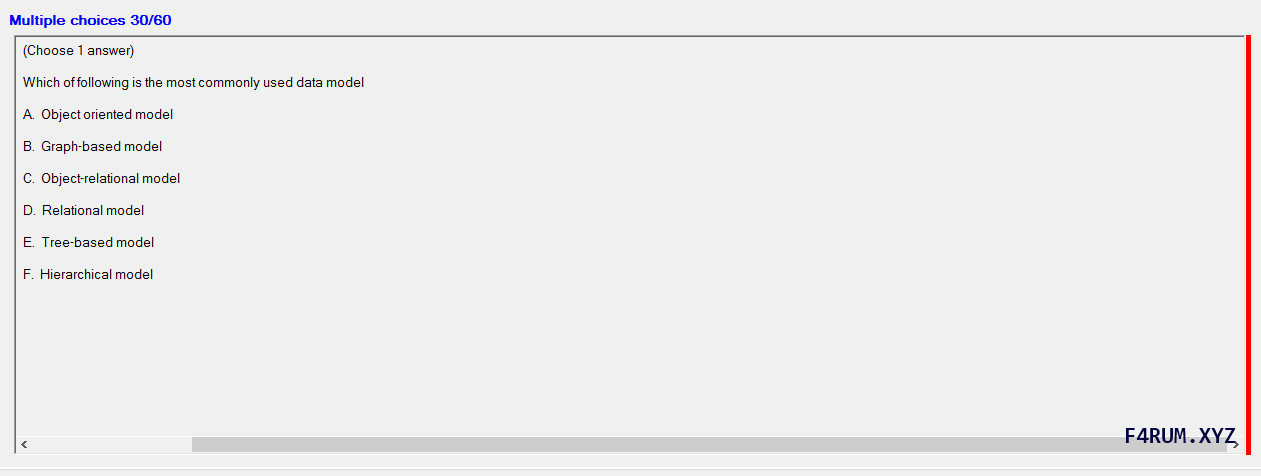 Multiple choices 30/60
(Choose 1 answer)
Which of following is the most commonly used data model
A. Object oriented model
B. Graph-based model
C. Object-relational model
D. Relational model
E. Tree-based model
F. Hierarchical model
F4RUM.XYZ